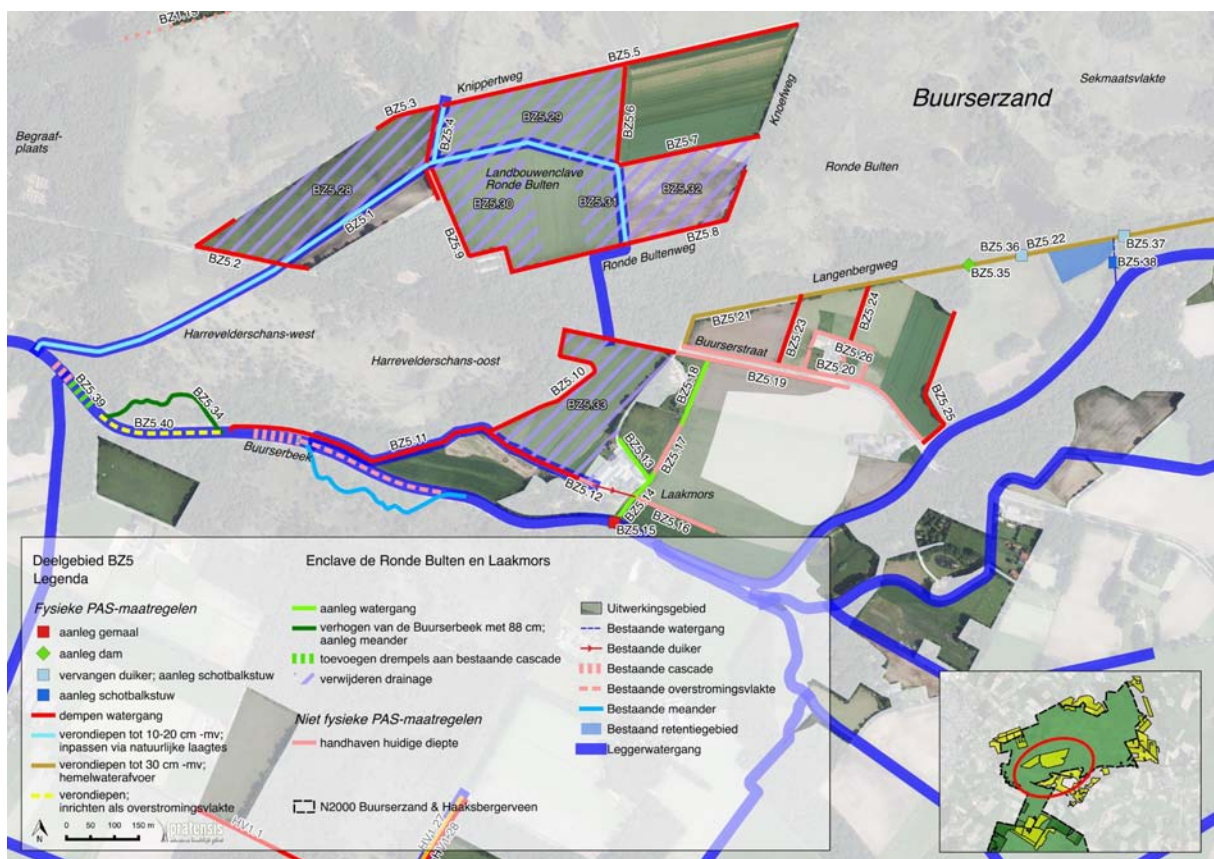 BZ1.19
BZ5.5
Knippertweg
BZ5.3
BZ5.4
BZ5.29
BZ5.6
Knoefweg
Sekmaatsvlakte
Buurserzand
Begraaf-
plaats
BZ5.7
Landbouwenclave
Ronde Bulten
Ronde Bulten
BZ5.28
BZ5.30
BZ5.31
BZ5.32
BZ5.1
BZ5.2
BZ5.9
BZ5.8
Ronde Bultenweg
BZ5.36
BZ5.22
BZ5.37
BZ5.38
BZ5.35
Langenbergweg
BZ5.24
BZ5.23
BZ5.21
Harrevelderschans-west
Harrevelderschans-oost
Buurserstraat
BZ5.26
BZ5.20
BZ5.19
BZ5.18
BZ5.10
BZ5.39
BZ5.34
BZ5.33
BZ5.25
BZ5.40
BZ5.11
Buurserbeek
BZ5.13
BZ5.17
BZ5.12
BZ5.14
Laakmors
BZ5.16
BZ5.15
Deelgebied BZ5
Enclave de Ronde Bulten en Laakmors
Legenda
Fysieke PAS-maatregelen
aanleg gemaal
aanleg dam
vervangen duiker; aanleg schotbalkstuw
aanleg schotbalkstuw
dempen watergang
verondiepen tot 10-20 cm -mv;
inpassen via natuurlijke laagtes
verondiepen tot 30 cm -mv;
hemelwaterafvoer
verondiepen;
inrichten als overstromingsvlakte
aanleg watergang
verhogen van de Buurserbeek met 88 cm;
aanleg meander
toevoegen drempels aan bestaande cascade
verwijderen drainage
Niet fysieke PAS-maatregelen
handhaven huidige diepte
N2000 Buurserzand & Haaksbergerveen
Uitwerkingsgebied
Bestaande watergang
Bestaande duiker
Bestaande cascade
Bestaande overstromingsvlakte
Bestaande meander
Bestaand retentiegebied
Leggerwatergang
N
0 50 100 150 m
pratensis
HV1.1
HV1.27
HV1.28